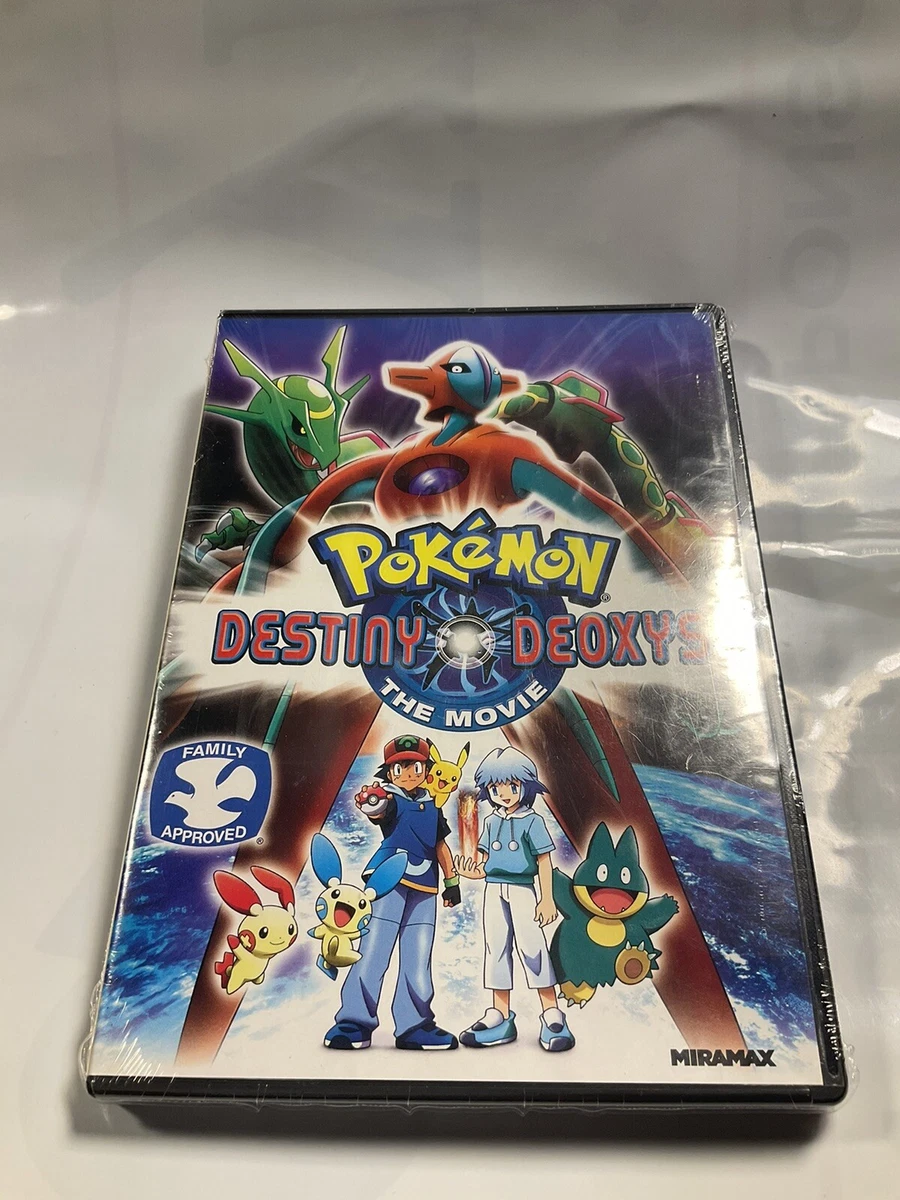 POKéMON
®
DESTINY DEOXYS
THE MOVIE
FAMILY
APPROVED
®
MIRAMAX